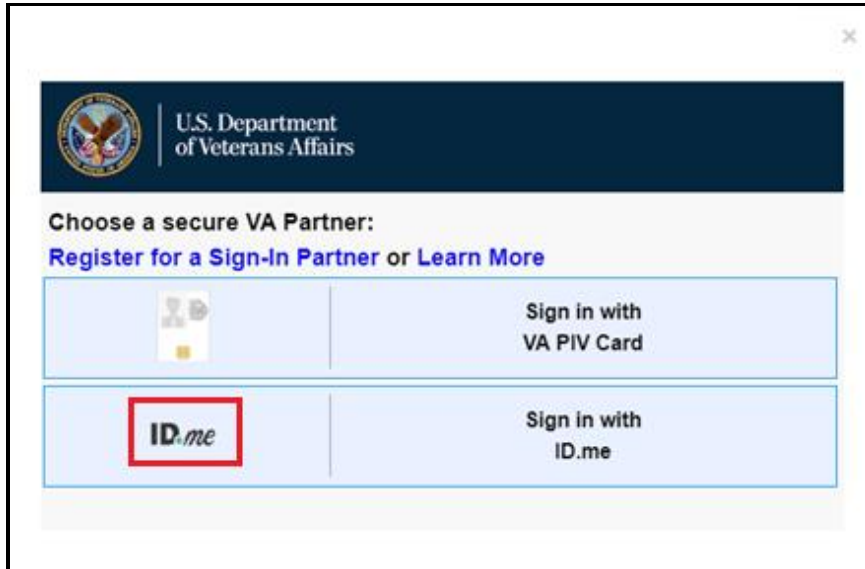 ×
U.S. Department
of Veterans Affairs
Choose a secure VA Partner:
Register for a Sign-In Partner or Learn More
Sign in with
VA PIV Card
ID.me
Sign in with
ID.me